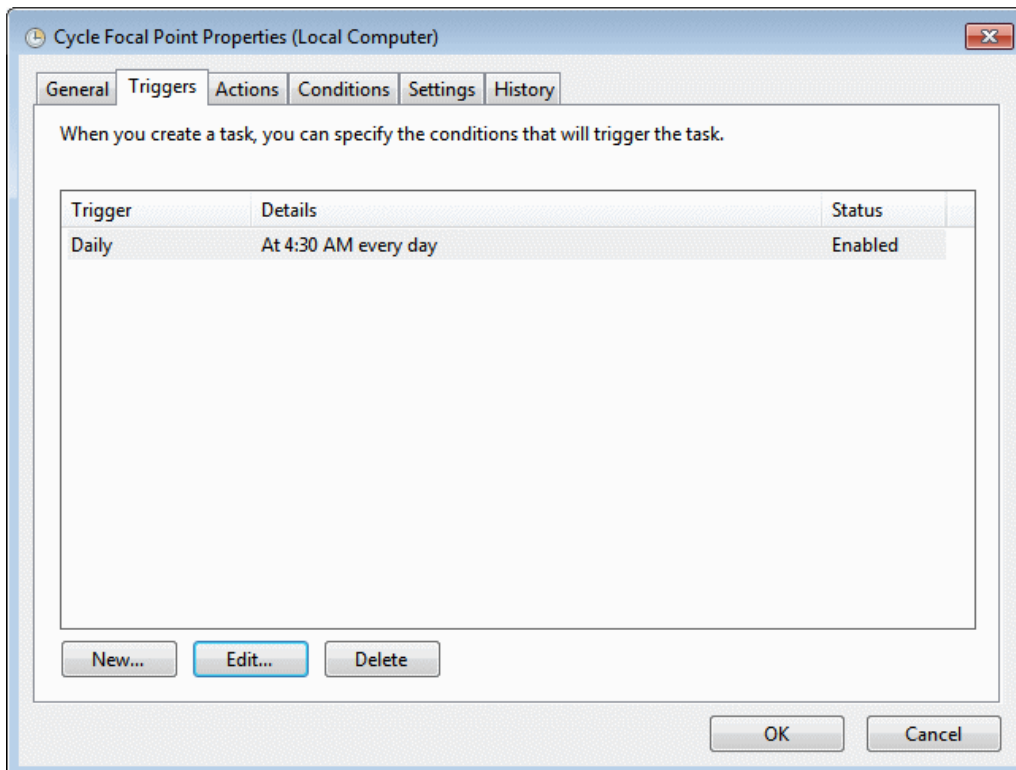 Cycle Focal Point Properties (Local Computer)
General Triggers Actions Conditions Settings History
When you create a task, you can specify the conditions that will trigger the task.
Trigger Details Status
Daily At 4:30 AM every day Enabled
New... Edit... Delete
OK Cancel